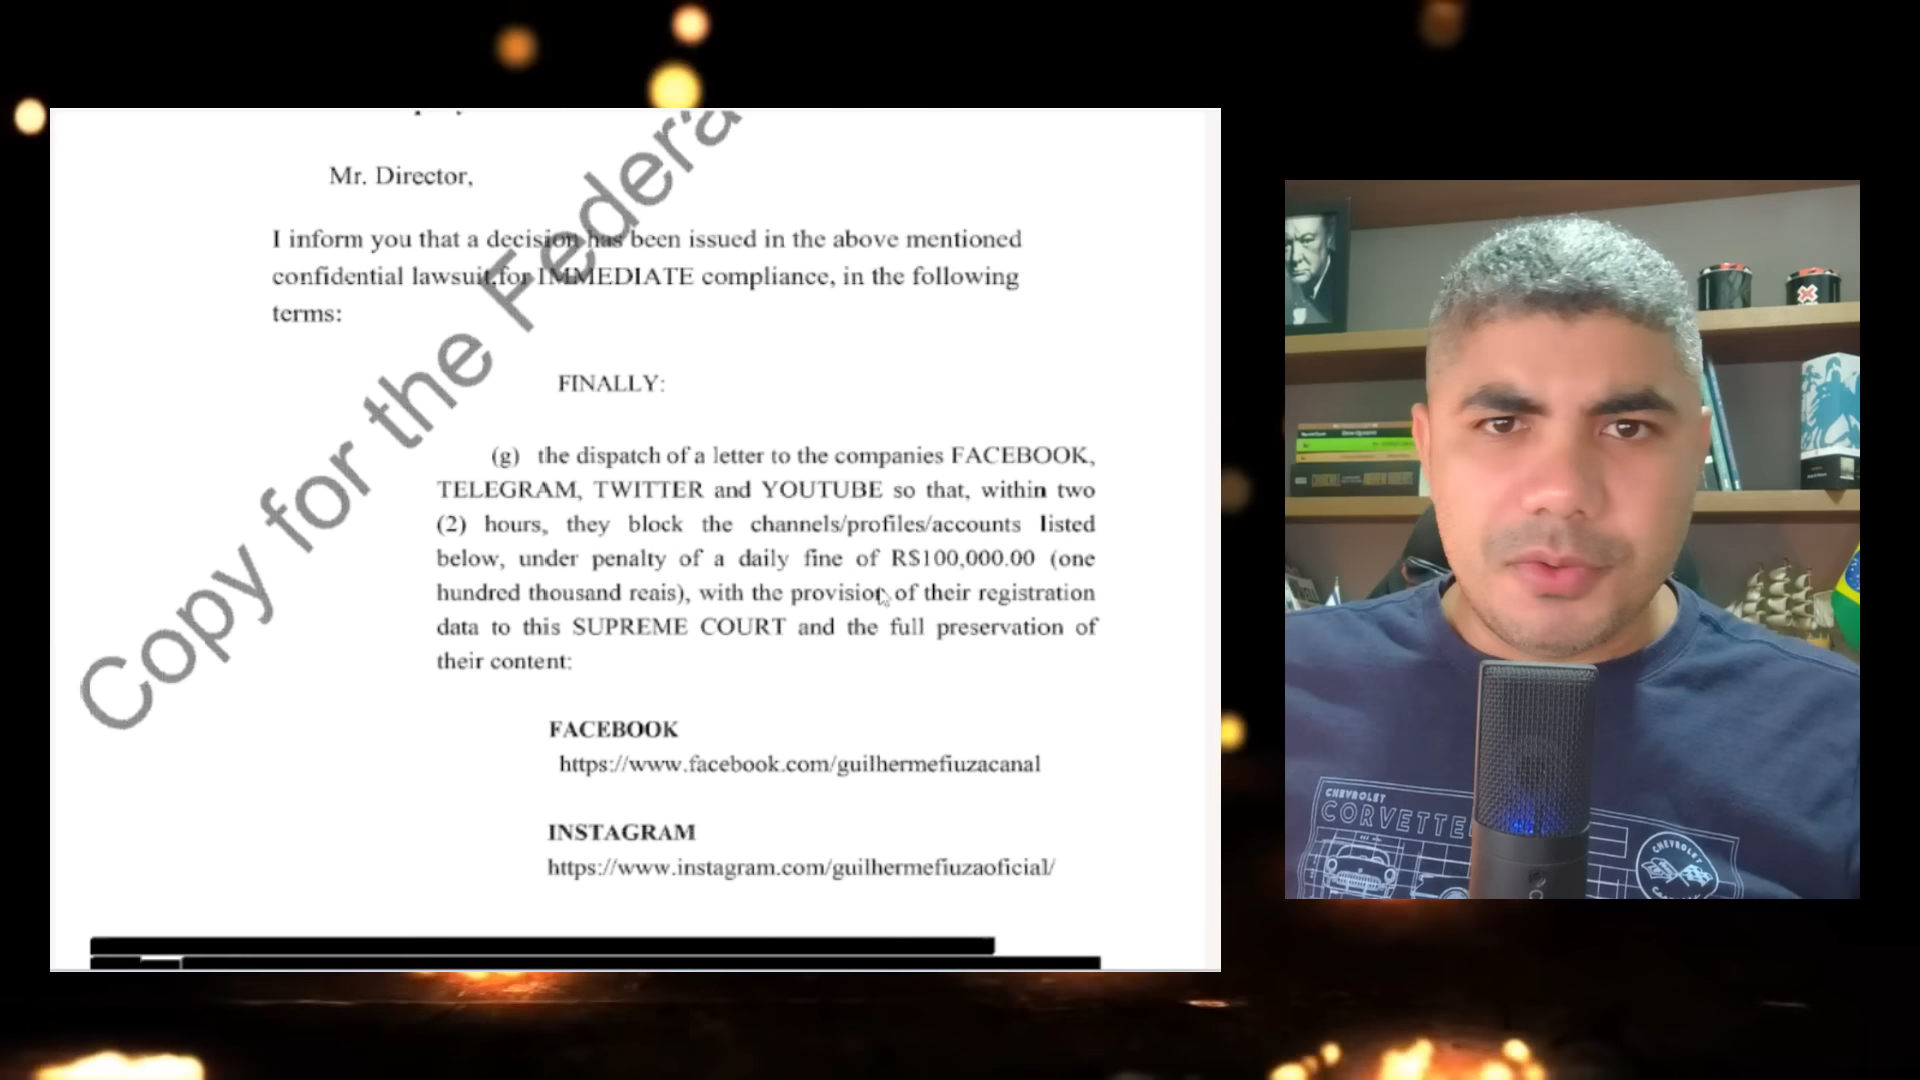 Mr. Director,
I inform you that a decision has been issued in the above mentioned
confidential lawsuit,for IMMEDIATE compliance, in the following
terms:
FINALLY:
(g) the dispatch of a letter to the companies FACEBOOK,
TELEGRAM, TWITTER and YOUTUBE so that, within two
(2) hours, they block the channels/profiles/accounts listed
below, under penalty of a daily fine of R$100,000.00 (one
hundred thousand reais), with the provision of their registration
data to this SUPREME COURT and the full preservation of
their content:
FACEBOOK
https://www.facebook.com/guilhermefiuzacanal
INSTAGRAM
https://www.instagram.com/guilhermefiuzaoficial/
Copy for the Federa
CHEVROLET
CORVETTE
CHEVROLET